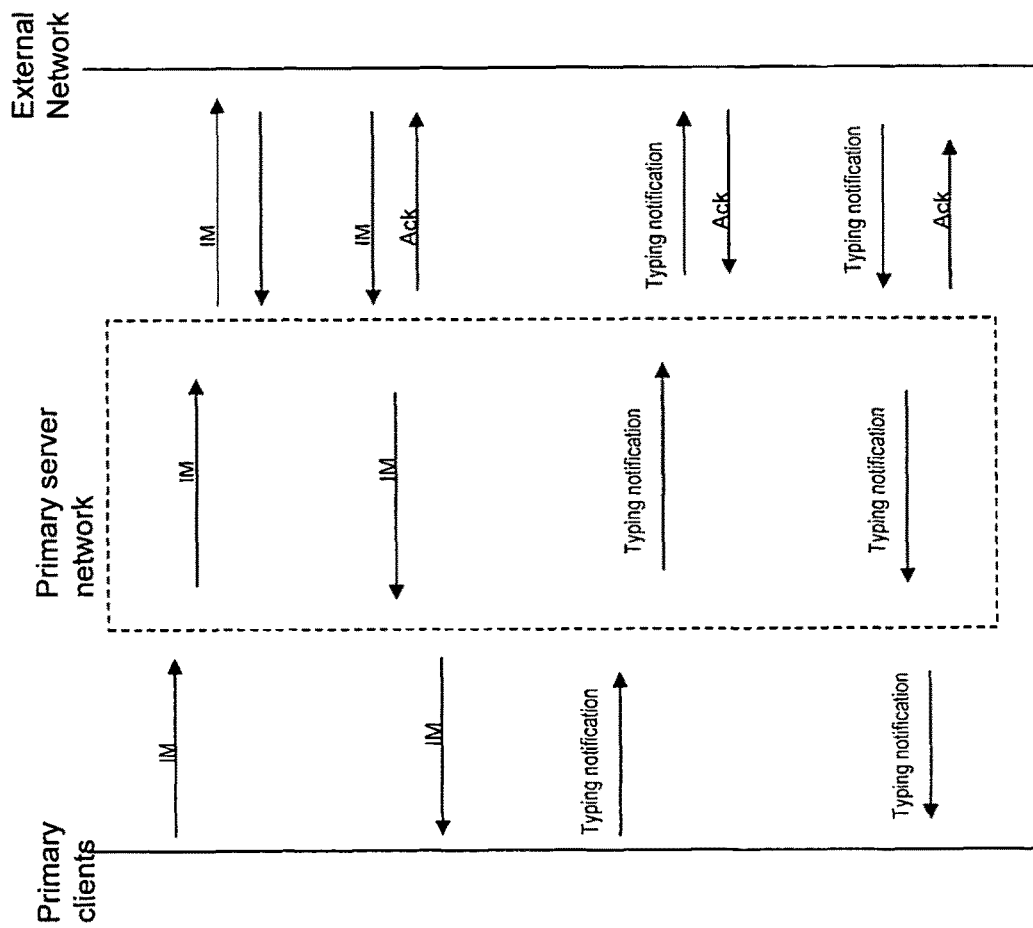 Primary
clients
Primary server
network
External
Network
IM
IM
IM
IM
IM
IM
Ack
Typing notification
Typing notification
Typing notification
Ack
Typing notification
Typing notification
Typing notification
Ack